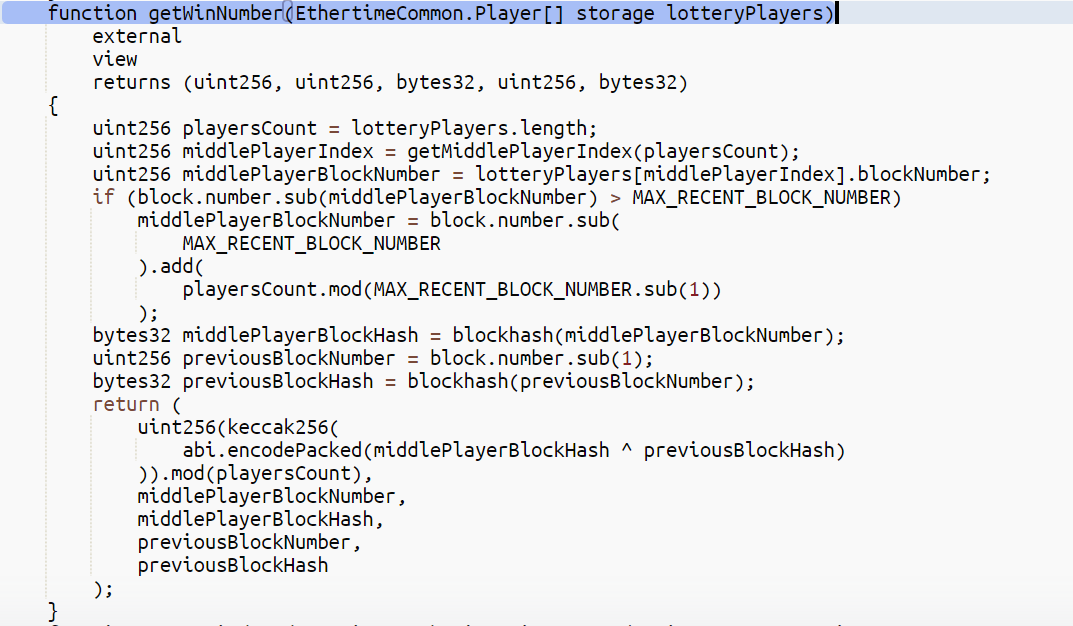 function getWinNumber(EthertimeCommon.Player[] storage lotteryPlayers)
external
view
returns (uint256, uint256, bytes32, uint256, bytes32)
{
uint256 playersCount = lotteryPlayers.length;
uint256 middlePlayerIndex = getMiddlePlayerIndex(playersCount);
uint256 middlePlayerBlockNumber = lotteryPlayers[middlePlayerIndex].blockNumber;
if (block.number.sub(middlePlayerBlockNumber) > MAX_RECENT_BLOCK_NUMBER)
middlePlayerBlockNumber = block.number.sub(
MAX_RECENT_BLOCK_NUMBER
).add(
playersCount.mod(MAX_RECENT_BLOCK_NUMBER.sub(1))
);
bytes32 middlePlayerBlockHash = blockhash(middlePlayerBlockNumber);
uint256 previousBlockNumber = block.number.sub(1);
bytes32 previousBlockHash = blockhash(previousBlockNumber);
return (
uint256(keccak256(
abi.encodePacked(middlePlayerBlockHash ^ previousBlockHash)
)).mod(playersCount),
middlePlayerBlockNumber,
middlePlayerBlockHash,
previousBlockNumber,
previousBlockHash
);
}